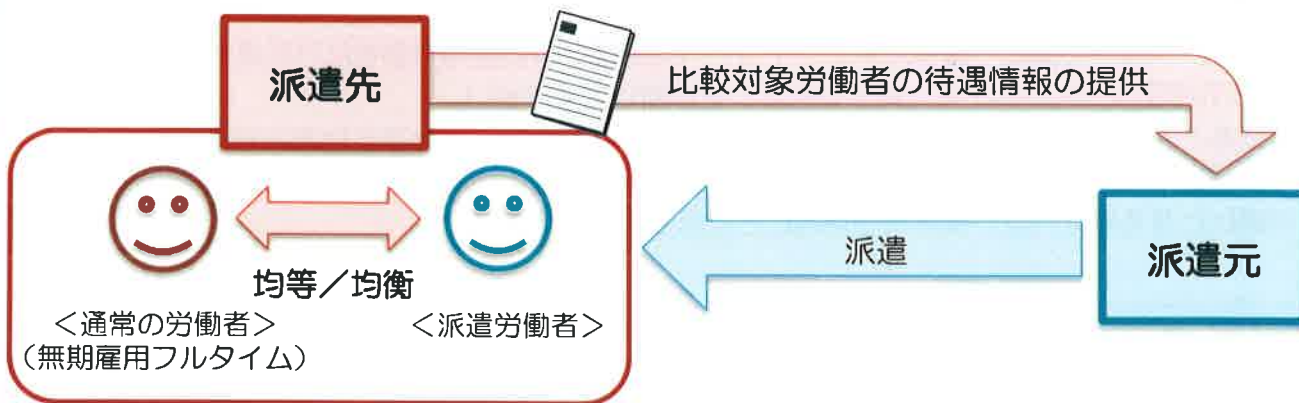 派遣先
比較対象労働者の待遇情報の提供
派遣
派遣元
均等／均衡
＜通常の労働者＞
（無期雇用フルタイム）
＜派遣労働者＞